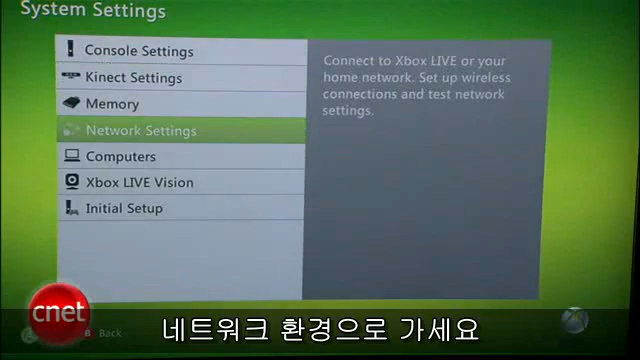 System Settings
Console Settings
Kinect Settings
Memory
Network Settings
Computers
Xbox LIVE Vision
Initial Setup
Connect to Xbox LIVE or your
home network. Set up wireless
connections and test network
settings.
cnet
B Back
네트워크 환경으로 가세요